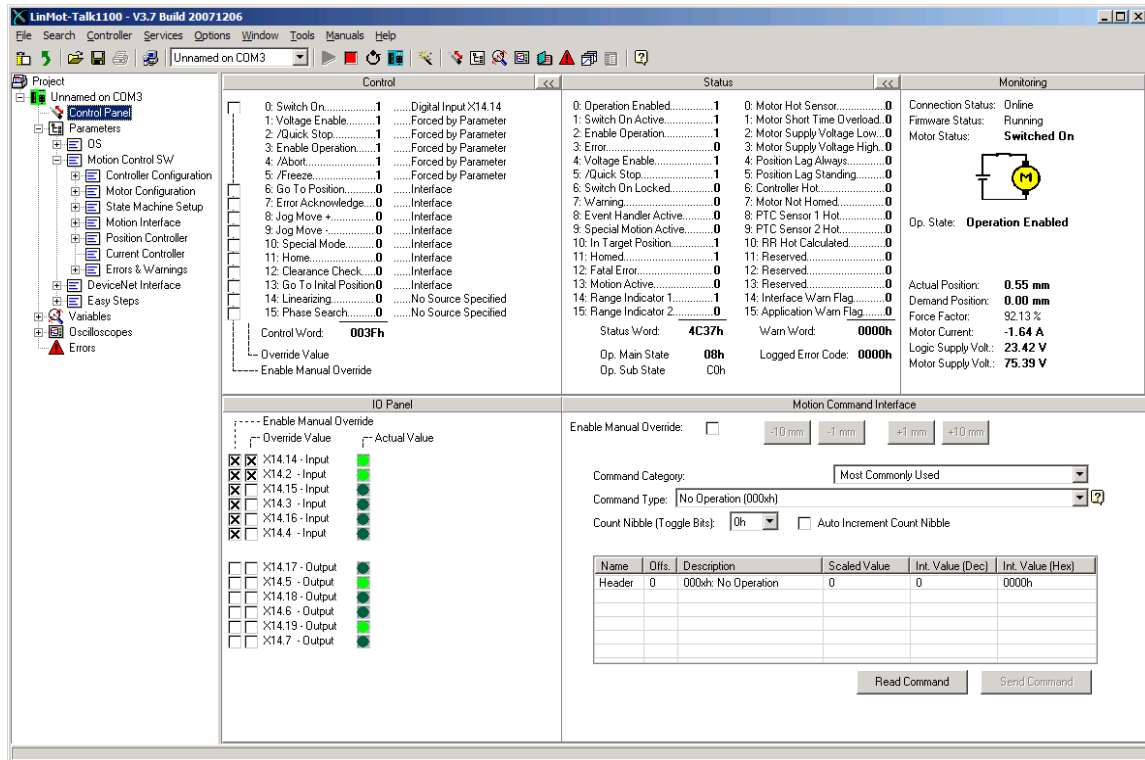 LinMot-Talk1100 - V3.7 Build 20071206
File Search Controller Services Options Window Tools Manuals Help
Unnamed on COM3
Project
Unnamed on COM3
Control Panel
Parameters
OS
Motion Control SW
Controller Configuration
Motor Configuration
State Machine Setup
Motion Interface
Position Controller
Current Controller
Errors & Warnings
DeviceNet Interface
Easy Steps
Variables
Oscilloscopes
Errors
Control <<
0: Switch On................1 ......Digital Input X14.14
1: Voltage Enable..........1 ......Forced by Parameter
2: /Quick Stop..............1 ......Forced by Parameter
3: Enable Operation.......1 ......Forced by Parameter
4: /Abort.....................1 ......Forced by Parameter
5: /Freeze...................1 ......Forced by Parameter
6: Go To Position..........0 ......Interface
7: Error Acknowledge....0 ......Interface
8: Jog Move +.............0 ......Interface
9: Jog Move -..............0 ......Interface
10: Special Mode..........0 ......Interface
11: Home....................0 ......Interface
12: Clearance Check.....0 ......Interface
13: Go To Inital Position 0 ......Interface
14: Linearizing..............0 ......No Source Specified
15: Phase Search.........0 ......No Source Specified
Control Word: 003Fh
Override Value
Enable Manual Override
Status <<
0: Operation Enabled.............1
1: Switch On Active...............1
2: Enable Operation...............1
3: Error................................0
4: Voltage Enable.................1
5: /Quick Stop......................1
6: Switch On Locked.............0
7: Warning...........................0
8: Event Handler Active.........0
9: Special Motion Active........0
10: In Target Position............1
11: Homed...........................1
12: Fatal Error.......................0
13: Motion Active..................0
14: Range Indicator 1............1
15: Range Indicator 2............0
Status Word: 4C37h
Op. Main State 08h
Op. Sub State C0h
0: Motor Hot Sensor................0
1: Motor Short Time Overload..0
2: Motor Supply Voltage Low...0
3: Motor Supply Voltage High..0
4: Position Lag Always............0
5: Position Lag Standing.........0
6: Controller Hot.....................0
7: Motor Not Homed...............0
8: PTC Sensor 1 Hot...............0
9: PTC Sensor 2 Hot...............0
10: RR Hot Calculated............0
11: Reserved.........................0
12: Reserved.........................0
13: Reserved.........................0
14: Interface Warn Flag..........0
15: Application Warn Flag.......0
Warn Word: 0000h
Logged Error Code: 0000h
Monitoring
Connection Status: Online
Firmware Status: Running
Motor Status: Switched On
M
Op. State: Operation Enabled
Actual Position: 0.55 mm
Demand Position: 0.00 mm
Force Factor: 92.13 %
Motor Current: -1.64 A
Logic Supply Volt.: 23.42 V
Motor Supply Volt.: 75.39 V
IO Panel
Enable Manual Override
Override Value Actual Value
X14.14 - Input
X14.2 - Input
X14.15 - Input
X14.3 - Input
X14.16 - Input
X14.4 - Input
X14.17 - Output
X14.5 - Output
X14.18 - Output
X14.6 - Output
X14.19 - Output
X14.7 - Output
Motion Command Interface
Enable Manual Override: -10 mm -1 mm +1 mm +10 mm
Command Category: Most Commonly Used
Command Type: No Operation (000xh)
Count Nibble (Toggle Bits): 0h Auto Increment Count Nibble
Name Offs. Description Scaled Value Int. Value (Dec) Int. Value (Hex)
Header 0 000xh: No Operation 0 0 0000h
Read Command Send Command